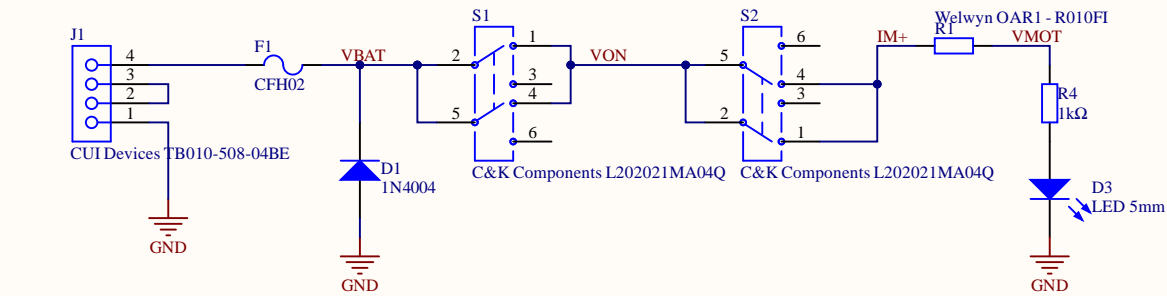 J1
4
3
2
1
CUI Devices TB010-508-04BE
GND
F1
CFH02
VBAT
D1
1N4004
GND
S1
2
5
1
3
4
6
C&K Components L202021MA04Q
VON
S2
5
2
6
4
3
1
C&K Components L202021MA04Q
IM+
Welwyn OAR1 - R010FI
R1
VMOT
R4
1kΩ
D3
LED 5mm
GND